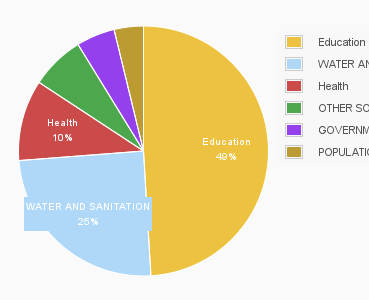 Education
49%
Health
10%
WATER AND SANITATION
25%
Education
WATER AN
Health
OTHER SO
GOVERNM
POPULATIO